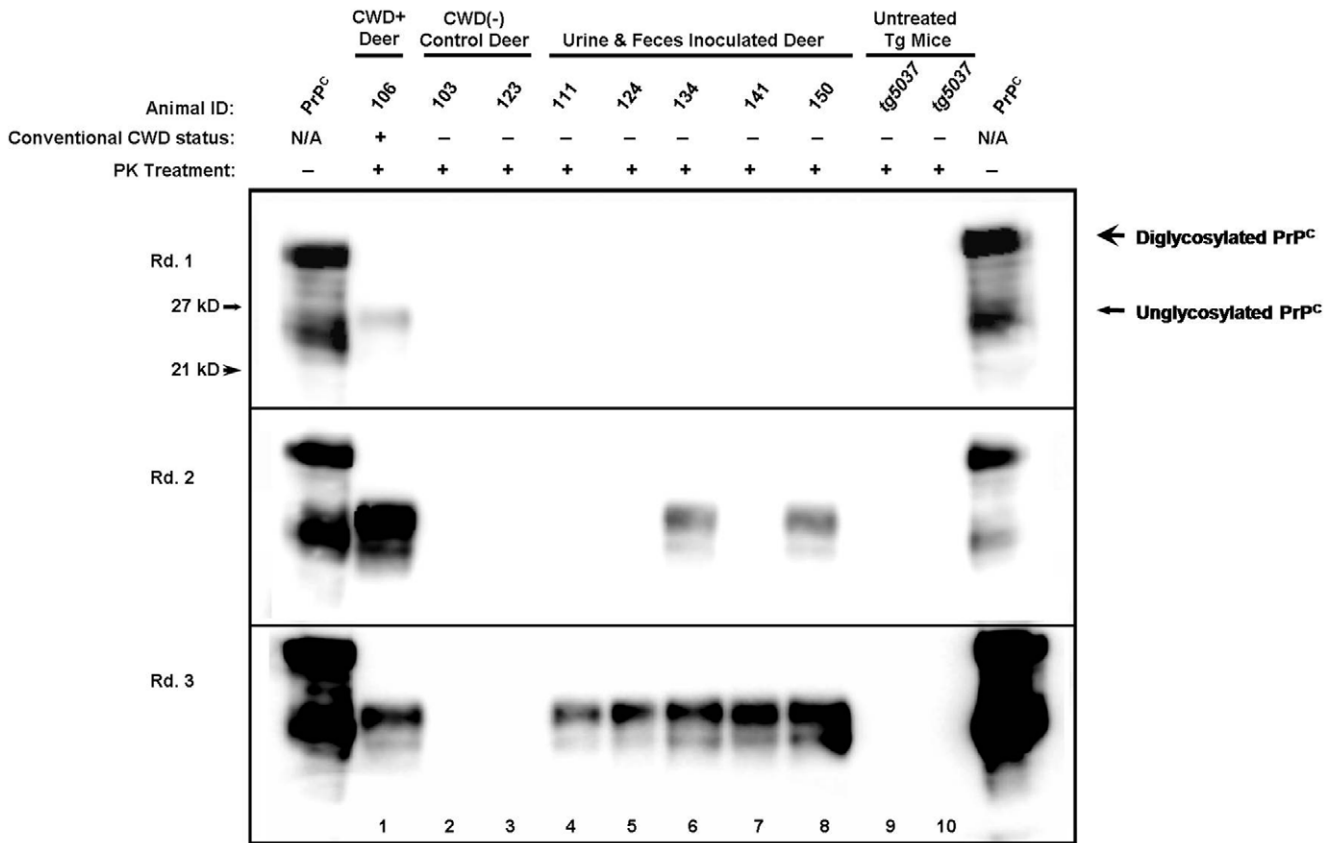 CWD+ Deer
CWD(-) Control Deer
Urine & Feces Inoculated Deer
Untreated Tg Mice
Animal ID: PrPᶜ 106 103 123 111 124 134 141 150 tg5037 tg5037 PrPᶜ
Conventional CWD status: N/A + – – – – – – – – – N/A
PK Treatment: – + + + + + + + + + + –
Rd. 1
27 kD
21 kD
Diglycosylated PrPᶜ
Unglycosylated PrPᶜ
Rd. 2
Rd. 3
1 2 3 4 5 6 7 8 9 10